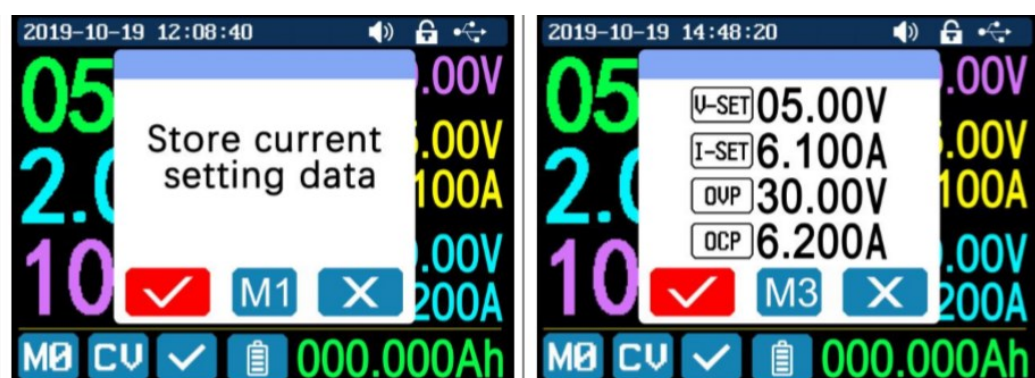 2019-10-19 12:08:40
05
.00V
Store current
setting data
.00V
2.0
100A
.00V
10
M1
200A
M0 CV
000.000Ah
2019-10-19 14:48:20
05
.00V
V-SET 05.00V
I-SET 6.100A
.00V
2.0
OVP 30.00V
100A
OCP 6.200A
.00V
10
M3
200A
M0 CV
000.000Ah